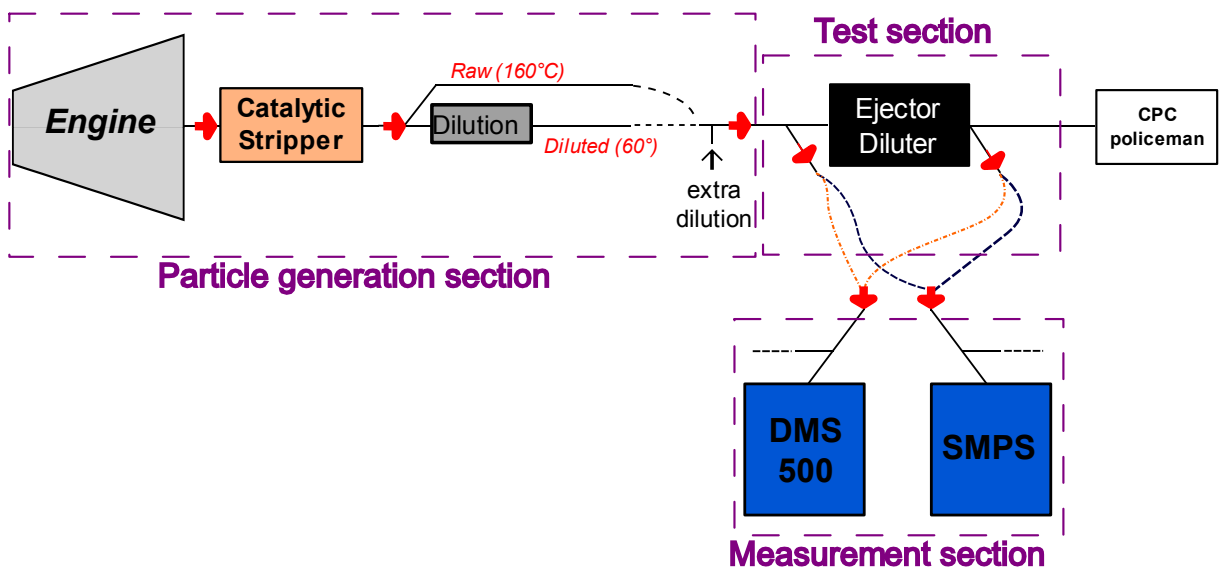 Test section
Raw (160°C)
Engine
Catalytic
Stripper
Dilution
Diluted (60°)
extra
dilution
Ejector
Diluter
CPC
policeman
Particle generation section
DMS
500
SMPS
Measurement section